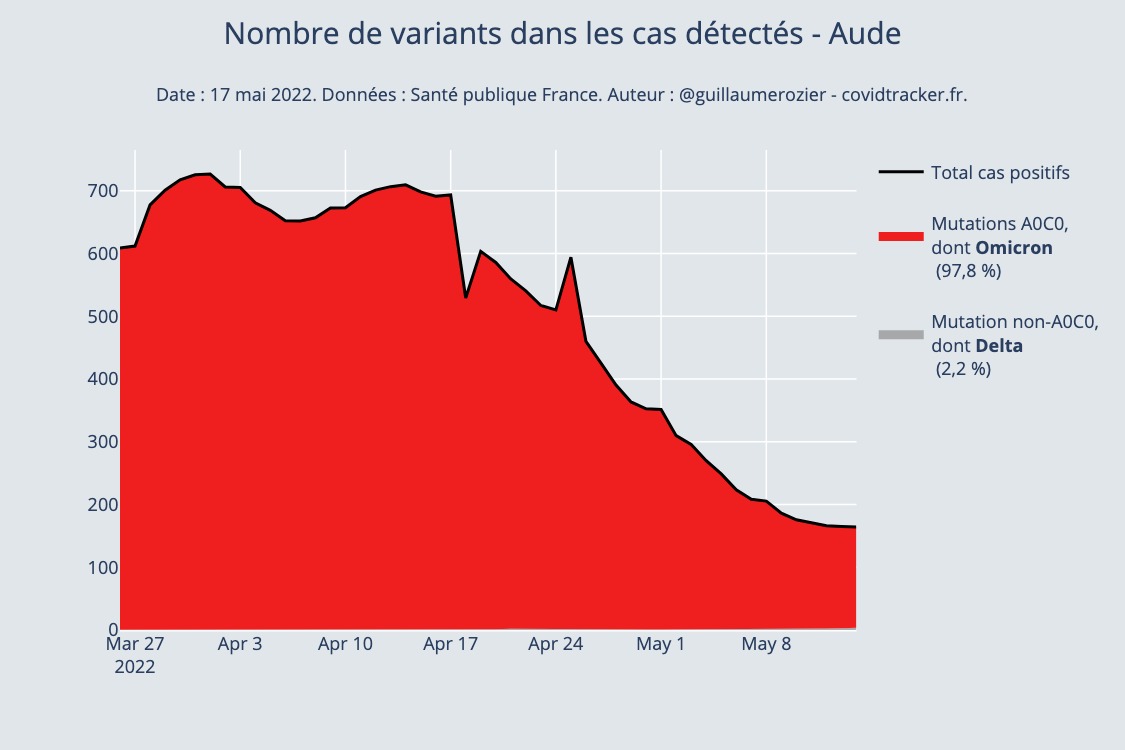 Nombre de variants dans les cas détectés - Aude
Date : 17 mai 2022. Données : Santé publique France. Auteur : @guillaumerozier - covidtracker.fr.
Total cas positifs
Mutations A0C0,
dont Omicron
(97,8 %)
Mutation non-A0C0,
dont Delta
(2,2 %)
700
600
500
400
300
200
100
0
Mar 27
2022
Apr 3
Apr 10
Apr 17
Apr 24
May 1
May 8